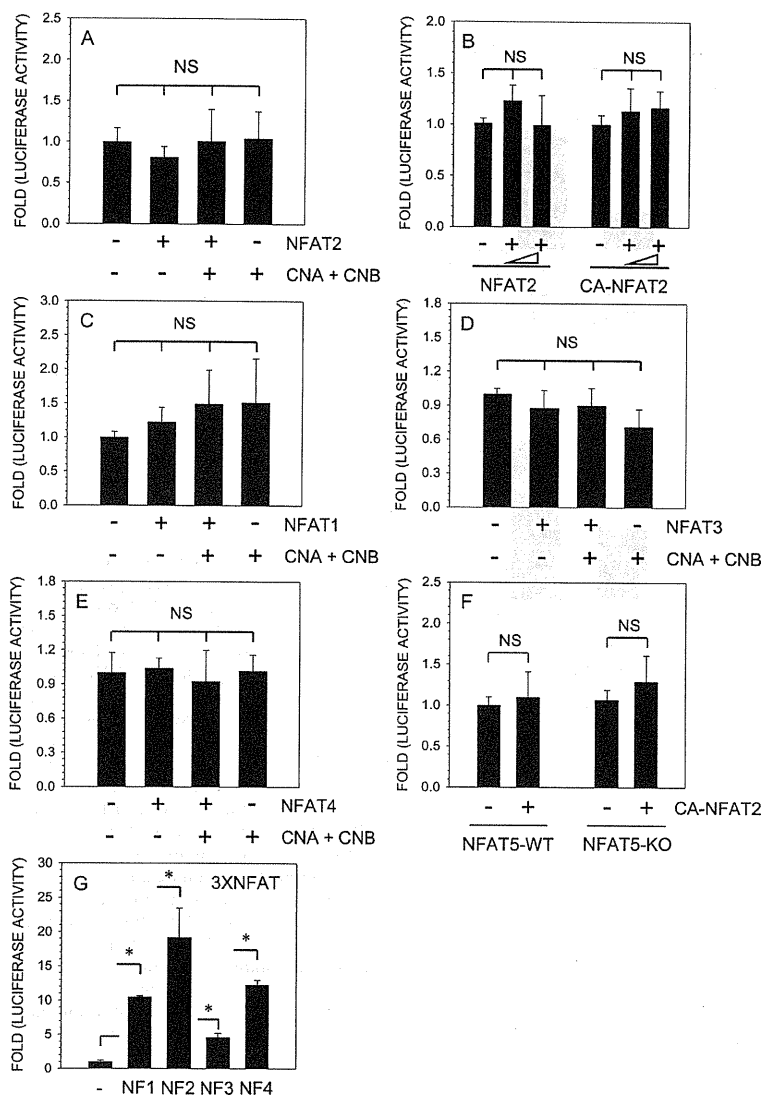 A
NS
FOLD (LUCIFERASE ACTIVITY)
2.5
2.0
1.5
1.0
0.5
0.0
- + + - NFAT2
- - + + CNA + CNB
B
NS NS
FOLD (LUCIFERASE ACTIVITY)
2.0
1.5
1.0
0.5
0.0
- + + - + +
NFAT2 CA-NFAT2
C
NS
FOLD (LUCIFERASE ACTIVITY)
3.0
2.5
2.0
1.5
1.0
0.5
0.0
- + + - NFAT1
- - + + CNA + CNB
D
NS
FOLD (LUCIFERASE ACTIVITY)
1.8
1.5
1.2
0.9
0.6
0.3
0.0
- + + - NFAT3
- - + + CNA + CNB
E
NS
FOLD (LUCIFERASE ACTIVITY)
1.8
1.5
1.2
0.9
0.6
0.3
0.0
- + + - NFAT4
- - + + CNA + CNB
F
NS NS
FOLD (LUCIFERASE ACTIVITY)
2.5
2.0
1.5
1.0
0.5
0.0
- + - + CA-NFAT2
NFAT5-WT NFAT5-KO
G 3XNFAT
* * * *
FOLD (LUCIFERASE ACTIVITY)
30
25
20
15
10
5
0
- NF1 NF2 NF3 NF4